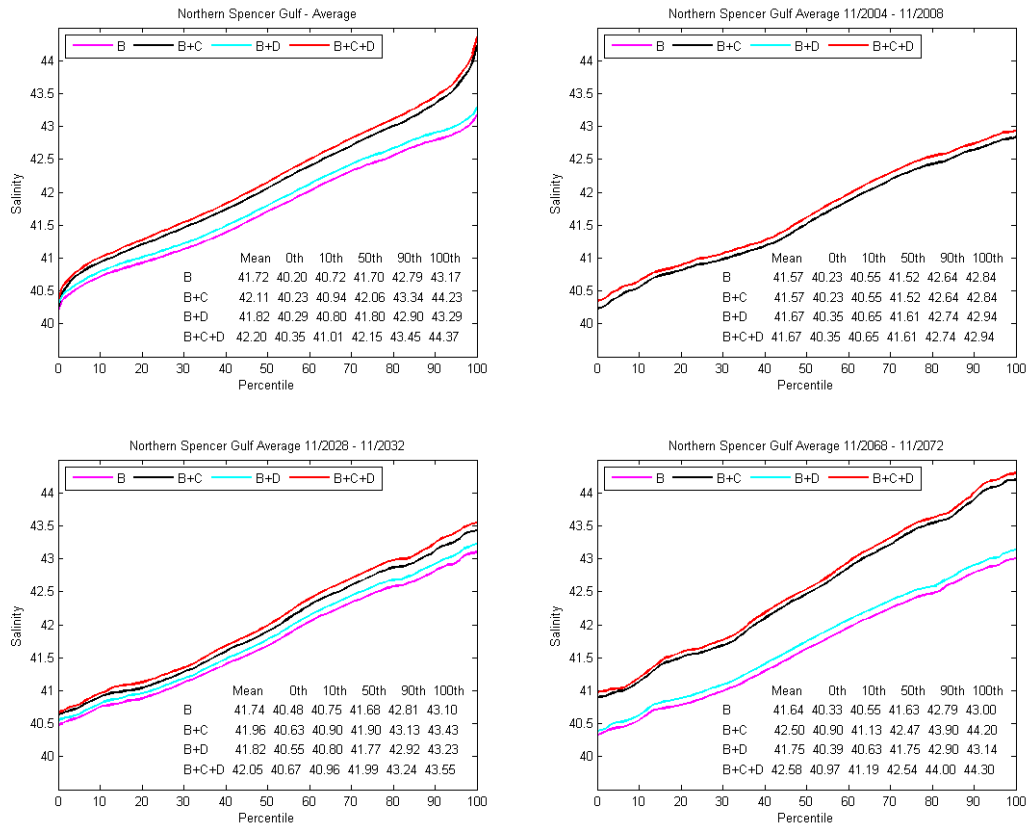 Northern Spencer Gulf - Average
B B+C B+D B+C+D
Salinity
44
43.5
43
42.5
42
41.5
41
40.5
40
Mean 0th 10th 50th 90th 100th
B 41.72 40.20 40.72 41.70 42.79 43.17
B+C 42.11 40.23 40.94 42.06 43.34 44.23
B+D 41.82 40.29 40.80 41.80 42.90 43.29
B+C+D 42.20 40.35 41.01 42.15 43.45 44.37
0 10 20 30 40 50 60 70 80 90 100
Percentile
Northern Spencer Gulf Average 11/2004 - 11/2008
B B+C B+D B+C+D
Salinity
44
43.5
43
42.5
42
41.5
41
40.5
40
Mean 0th 10th 50th 90th 100th
B 41.57 40.23 40.55 41.52 42.64 42.84
B+C 41.57 40.23 40.55 41.52 42.64 42.84
B+D 41.67 40.35 40.65 41.61 42.74 42.94
B+C+D 41.67 40.35 40.65 41.61 42.74 42.94
0 10 20 30 40 50 60 70 80 90 100
Percentile
Northern Spencer Gulf Average 11/2028 - 11/2032
B B+C B+D B+C+D
Salinity
44
43.5
43
42.5
42
41.5
41
40.5
40
Mean 0th 10th 50th 90th 100th
B 41.74 40.48 40.75 41.68 42.81 43.10
B+C 41.96 40.63 40.90 41.90 43.13 43.43
B+D 41.82 40.55 40.80 41.77 42.92 43.23
B+C+D 42.05 40.67 40.96 41.99 43.24 43.55
0 10 20 30 40 50 60 70 80 90 100
Percentile
Northern Spencer Gulf Average 11/2068 - 11/2072
B B+C B+D B+C+D
Salinity
44
43.5
43
42.5
42
41.5
41
40.5
40
Mean 0th 10th 50th 90th 100th
B 41.64 40.33 40.55 41.63 42.79 43.00
B+C 42.50 40.90 41.13 42.47 43.90 44.20
B+D 41.75 40.39 40.63 41.75 42.90 43.14
B+C+D 42.58 40.97 41.19 42.54 44.00 44.30
0 10 20 30 40 50 60 70 80 90 100
Percentile